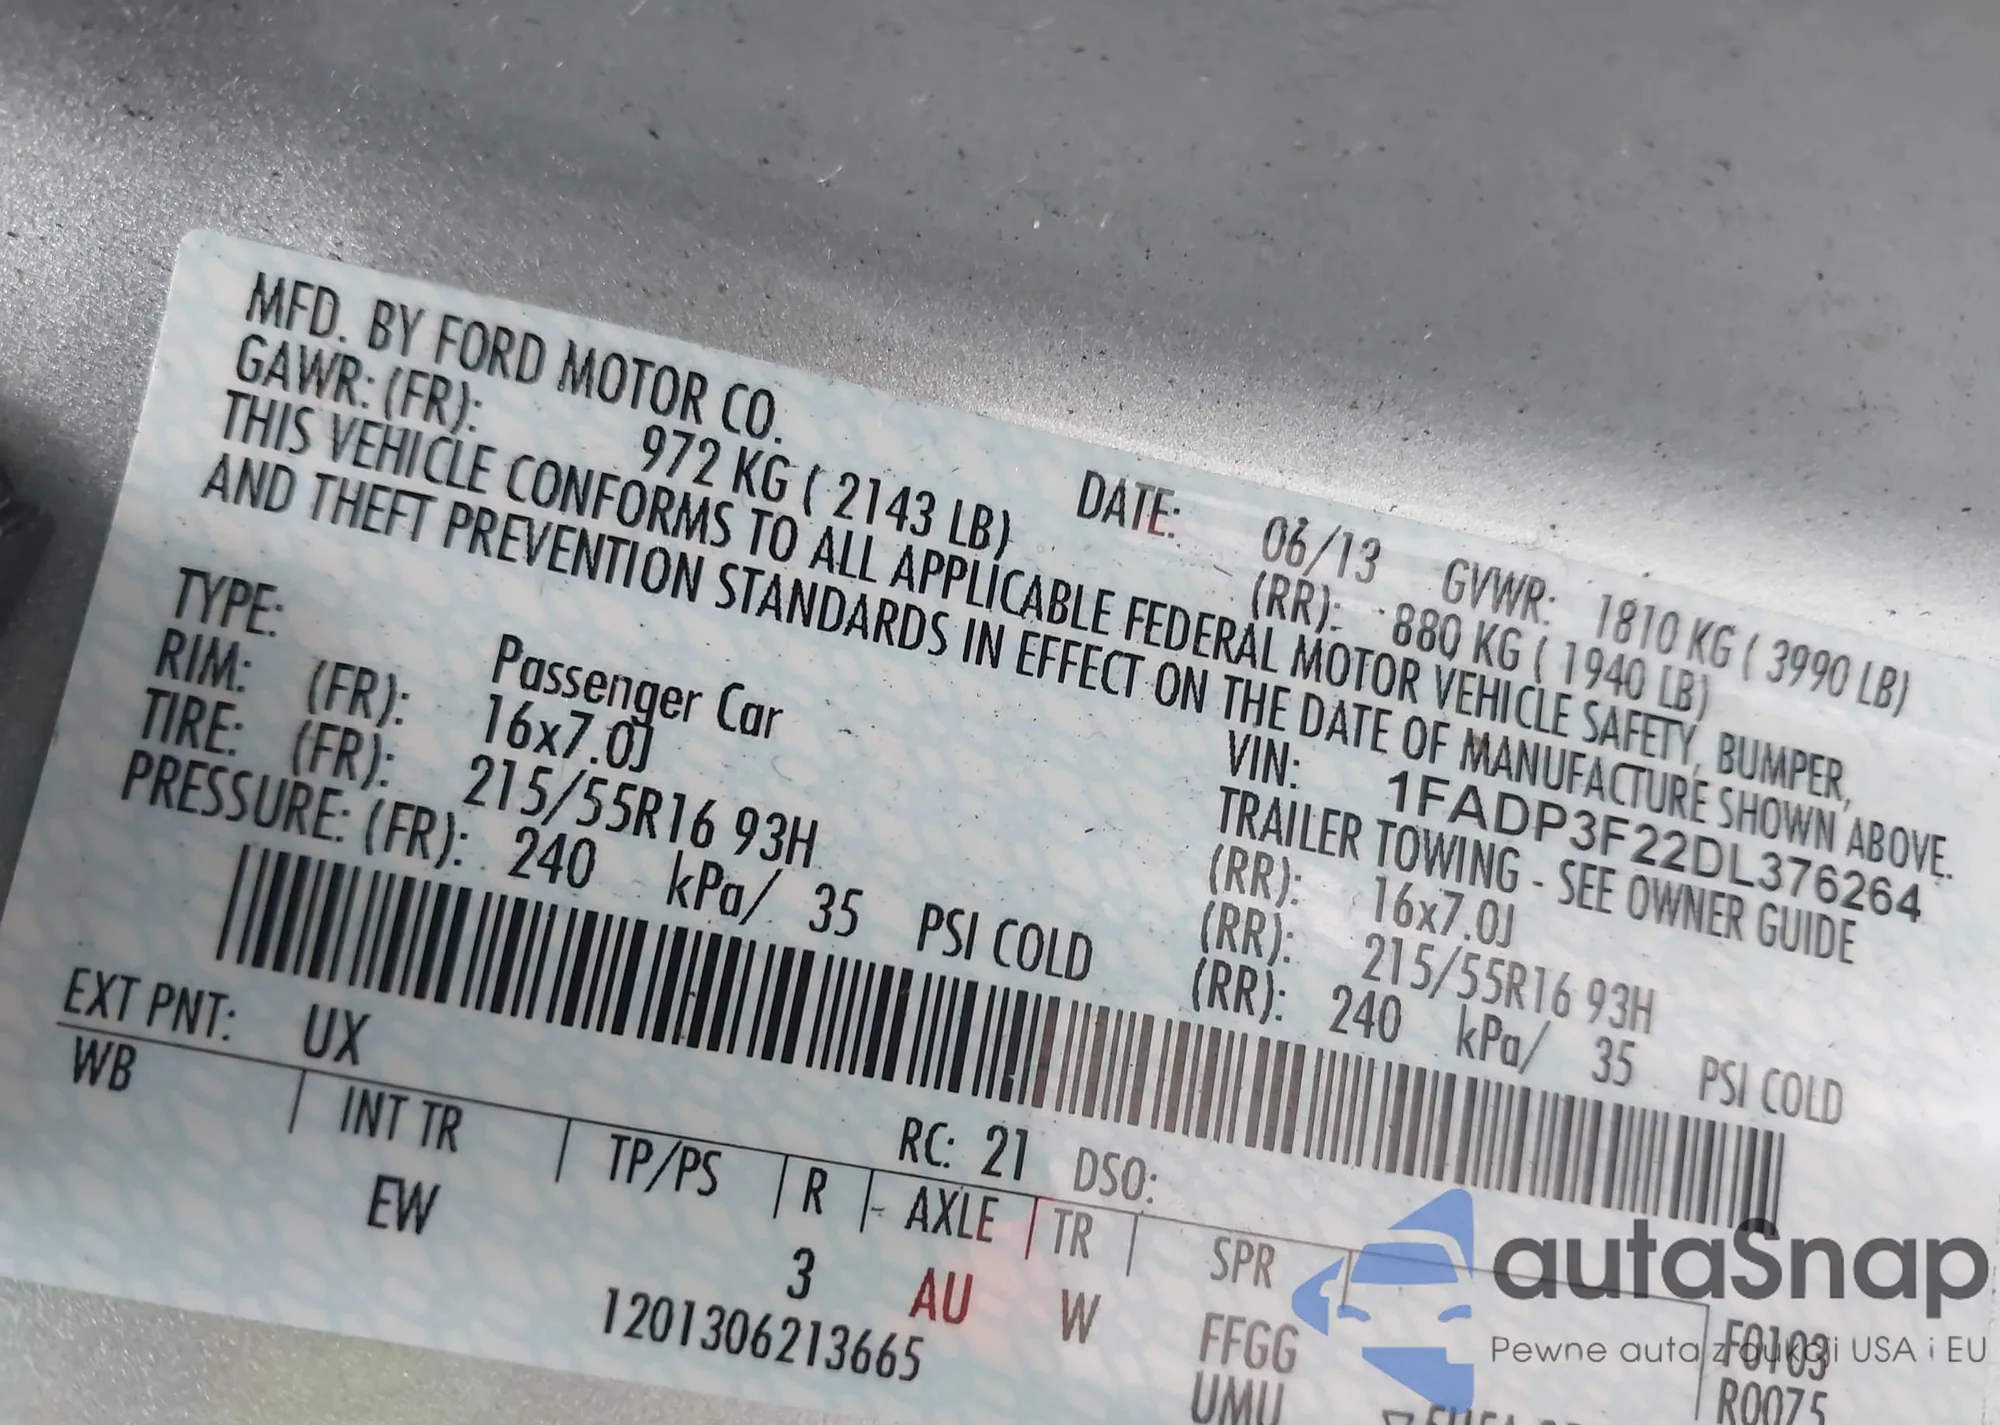 MFD. BY FORD MOTOR CO.
DATE: 06/13 GVWR: 1810 KG ( 3990 LB)
GAWR: (FR): 972 KG ( 2143 LB) (RR): 880 KG ( 1940 LB)
THIS VEHICLE CONFORMS TO ALL APPLICABLE FEDERAL MOTOR VEHICLE SAFETY, BUMPER,
AND THEFT PREVENTION STANDARDS IN EFFECT ON THE DATE OF MANUFACTURE SHOWN ABOVE.
VIN: 1FADP3F22DL376264
TYPE: Passenger Car TRAILER TOWING - SEE OWNER GUIDE
RIM: (FR): 16x7.0J (RR): 16x7.0J
TIRE: (FR): 215/55R16 93H (RR): 215/55R16 93H
PRESSURE: (FR): 240 kPa/ 35 PSI COLD (RR): 240 kPa/ 35 PSI COLD
EXT PNT: UX RC: 21 DSO:
WB INT TR TP/PS R AXLE TR SPR
EW 3 AU W FFGG F0103
1201306213665 UMU R0075
autaSnap
Pewne auta z aukcji USA i EU